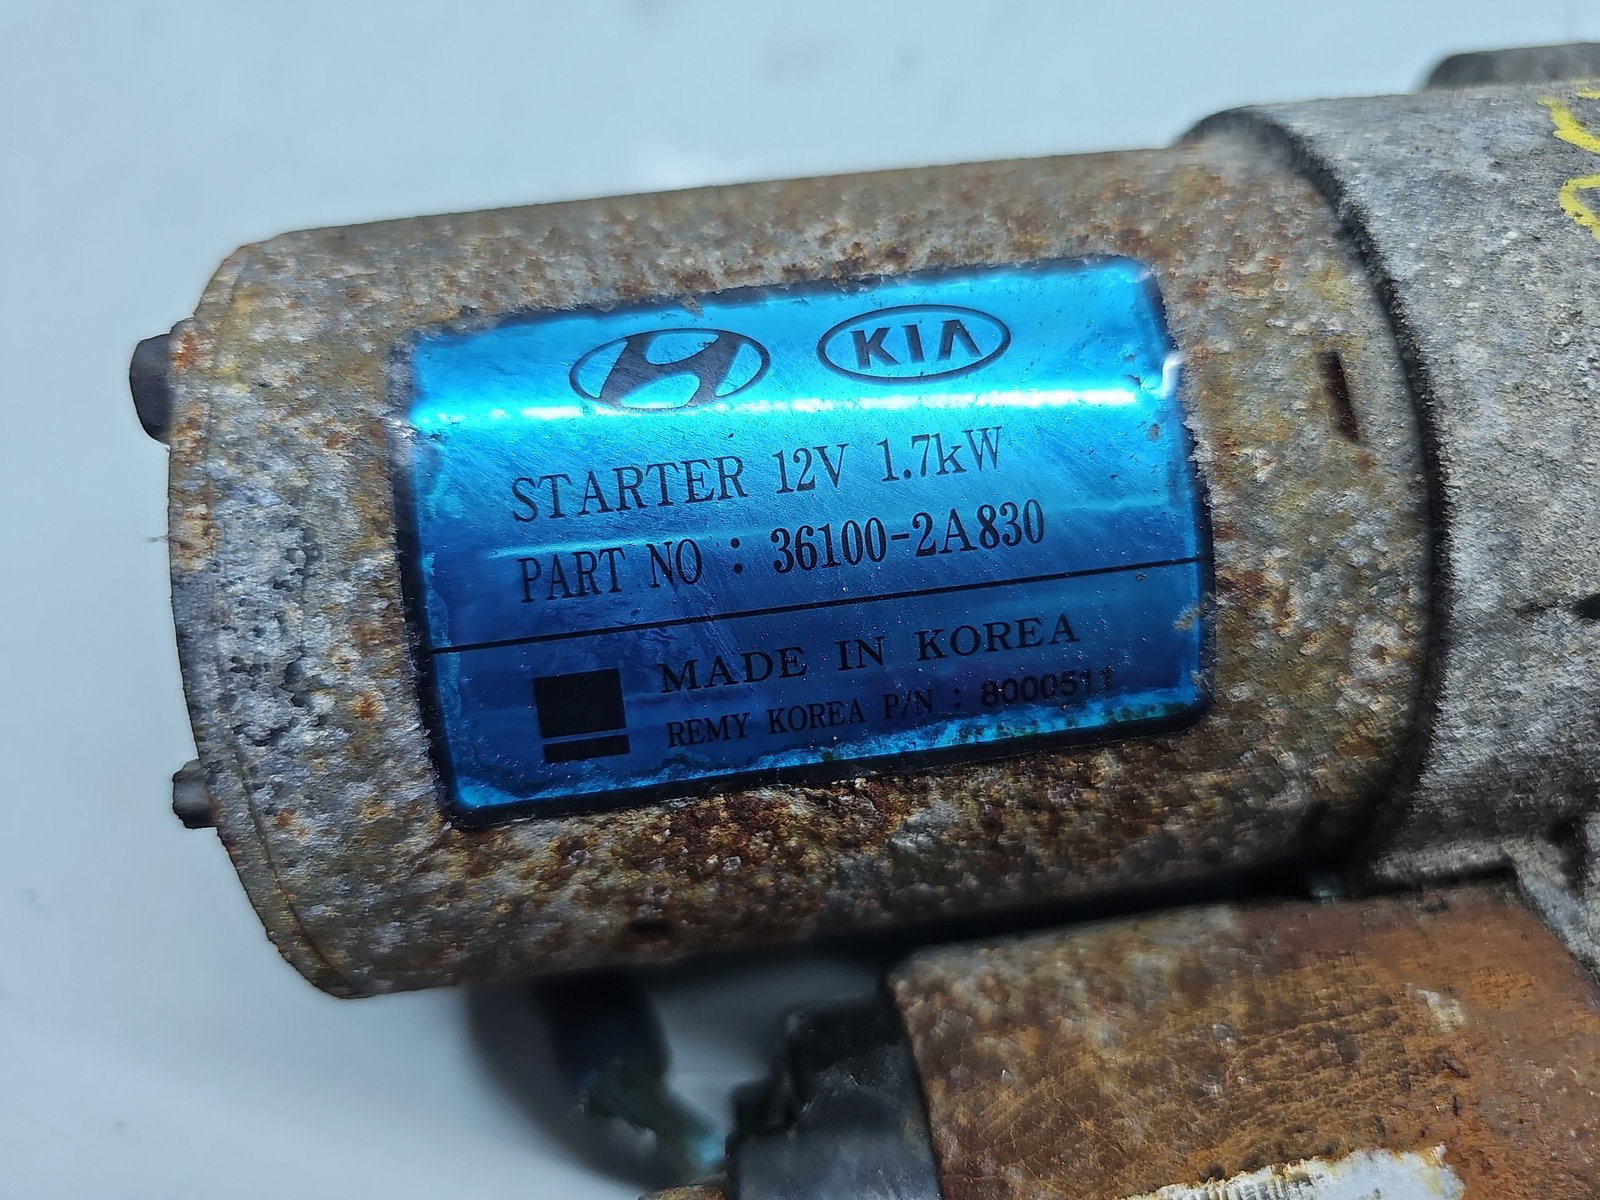 KIA
STARTER 12V 1.7kW
PART NO : 36100-2A830
MADE IN KOREA
REMY KOREA P/N : 8000511